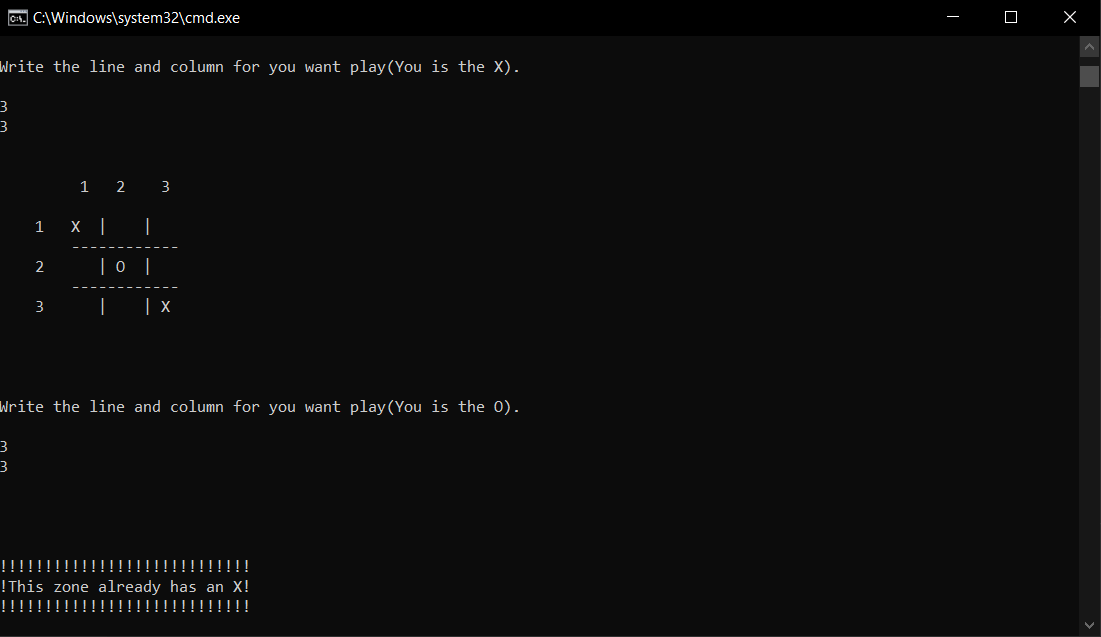 C:\Windows\system32\cmd.exe
Write the line and column for you want play(You is the X).
3
3
1 2 3
1 X | |
------------
2 | O |
------------
3 | | X
Write the line and column for you want play(You is the O).
3
3
!!!!!!!!!!!!!!!!!!!!!!!!!!!!
!This zone already has an X!
!!!!!!!!!!!!!!!!!!!!!!!!!!!!